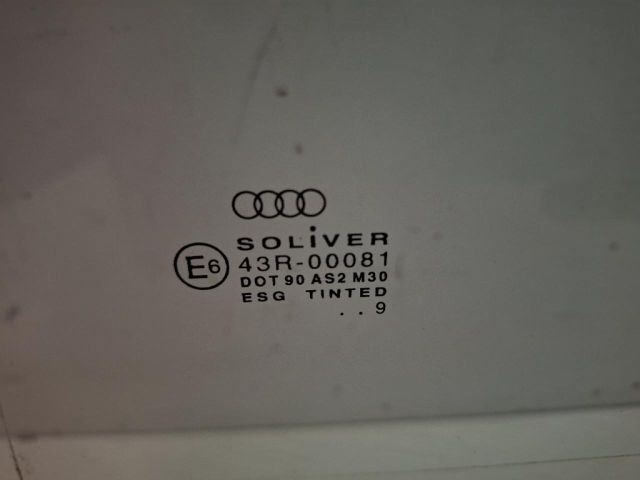 SOLiVER
E6 43R-00081
DOT 90 AS2 M30
ESG TINTED
. . 9